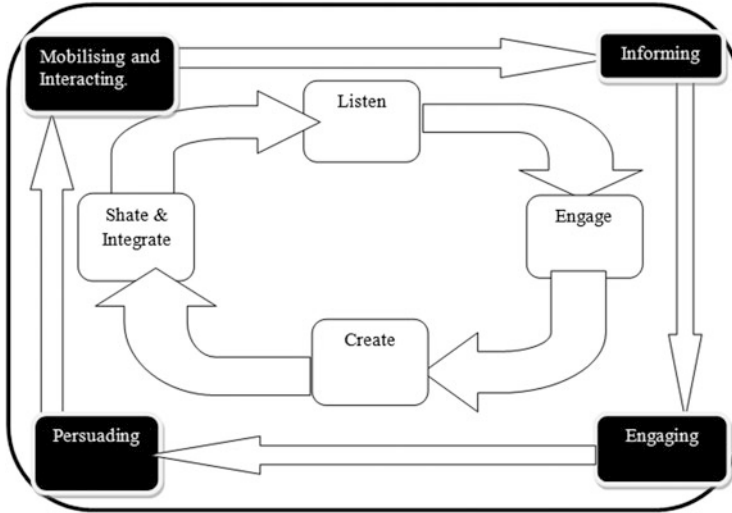 Mobilising and
Interacting.
Informing
Listen
Shate &
Integrate
Engage
Create
Persuading
Engaging